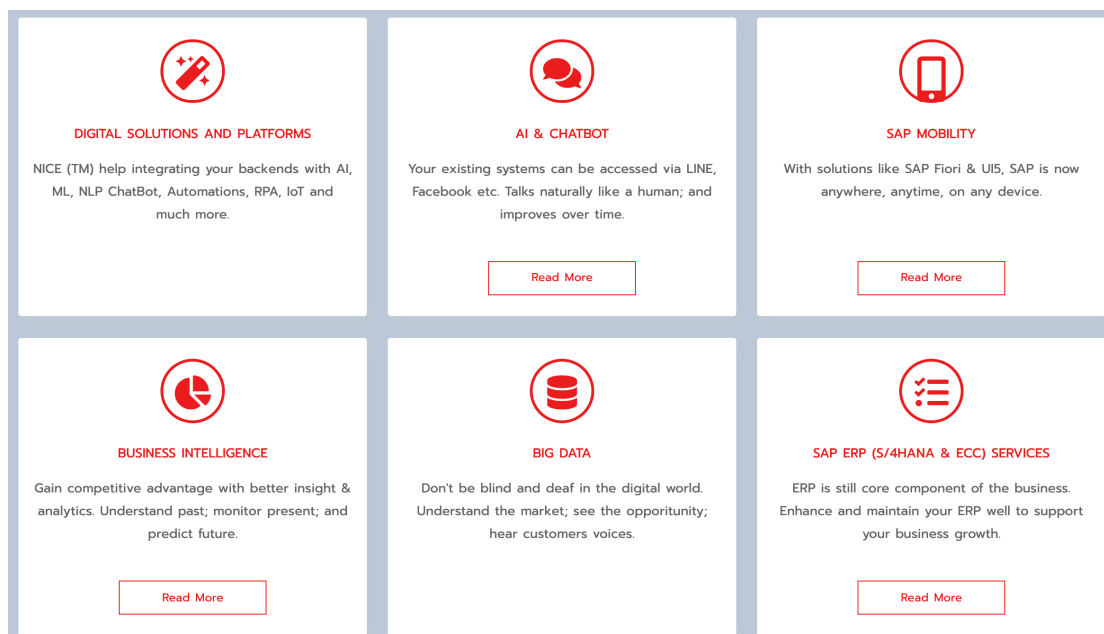 DIGITAL SOLUTIONS AND PLATFORMS
NICE (TM) help integrating your backends with AI,
ML, NLP ChatBot, Automations, RPA, IoT and
much more.
AI & CHATBOT
Your existing systems can be accessed via LINE,
Facebook etc. Talks naturally like a human; and
improves over time.
Read More
SAP MOBILITY
With solutions like SAP Fiori & UI5, SAP is now
anywhere, anytime, on any device.
Read More
BUSINESS INTELLIGENCE
Gain competitive advantage with better insight &
analytics. Understand past; monitor present; and
predict future.
Read More
BIG DATA
Don't be blind and deaf in the digital world.
Understand the market; see the opporitunity;
hear customers voices.
SAP ERP (S/4HANA & ECC) SERVICES
ERP is still core component of the business.
Enhance and maintain your ERP well to support
your business growth.
Read More